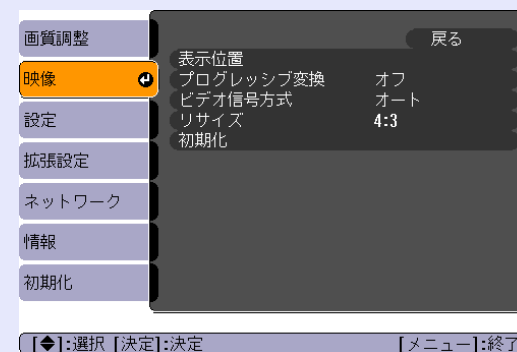 画質調整
映像
設定
拡張設定
ネットワーク
情報
初期化
戻る
表示位置
プログレッシブ変換 オフ
ビデオ信号方式 オート
リサイズ 4:3
初期化
[◆]:選択 [決定]:決定 [メニュー]:終了